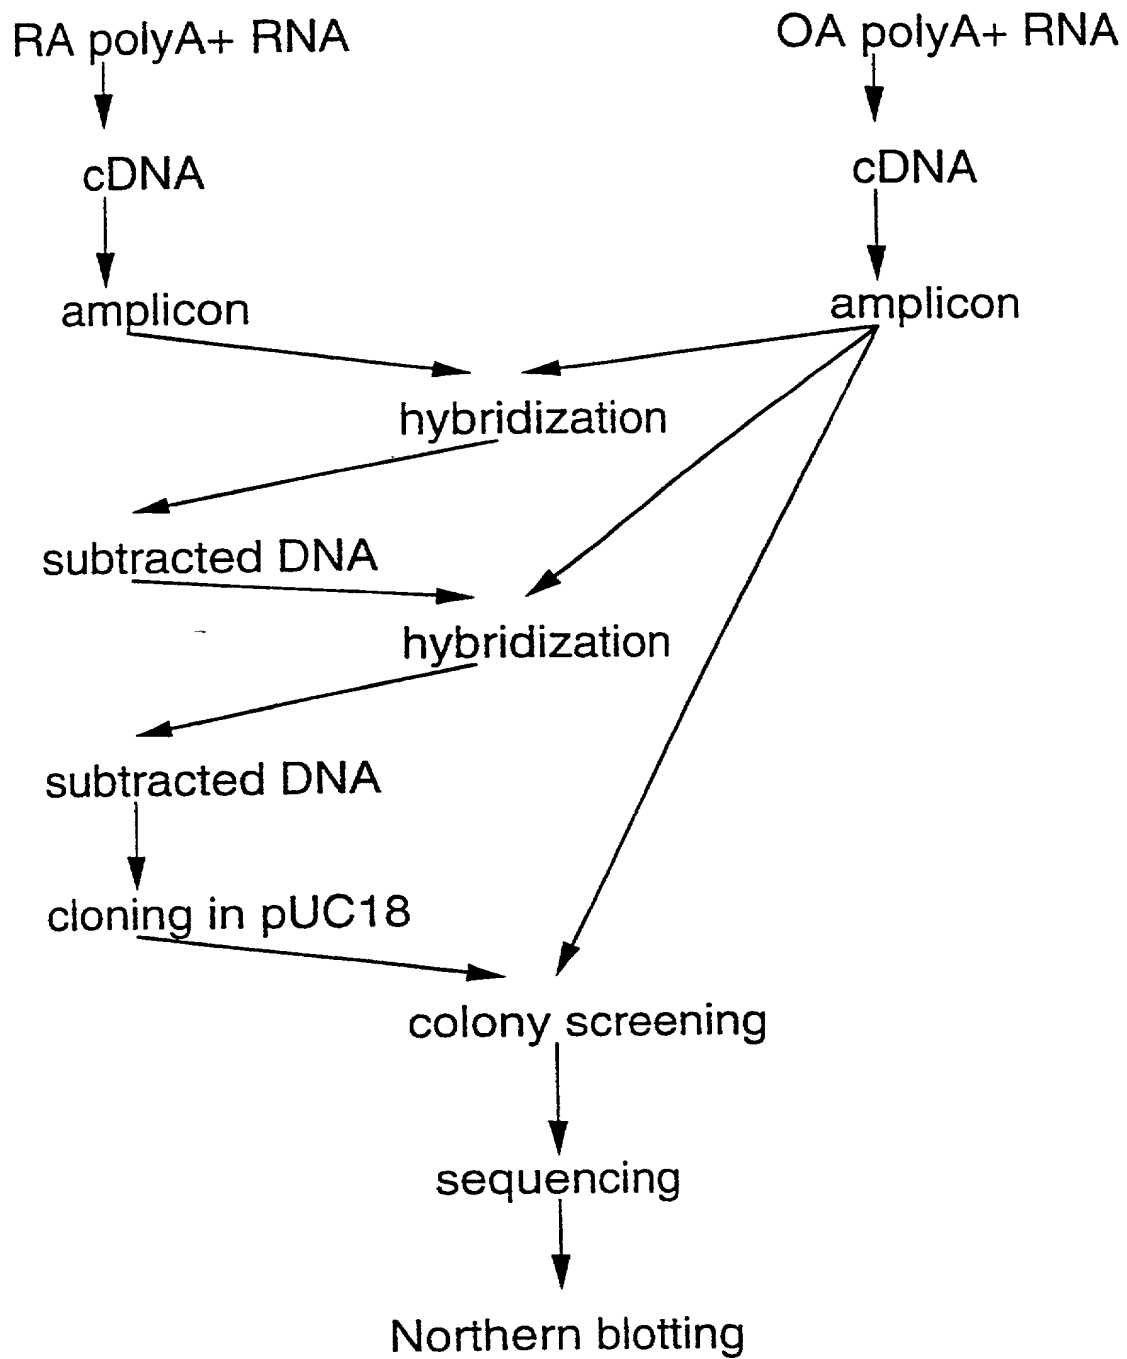 RA polyA+ RNA
OA polyA+ RNA
cDNA
cDNA
amplicon
amplicon
hybridization
subtracted DNA
hybridization
subtracted DNA
cloning in pUC18
colony screening
sequencing
Northern blotting